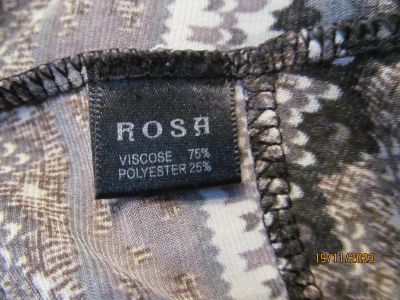 ROSA
VISCOSE 75%
POLYESTER 25%
19/11/2023